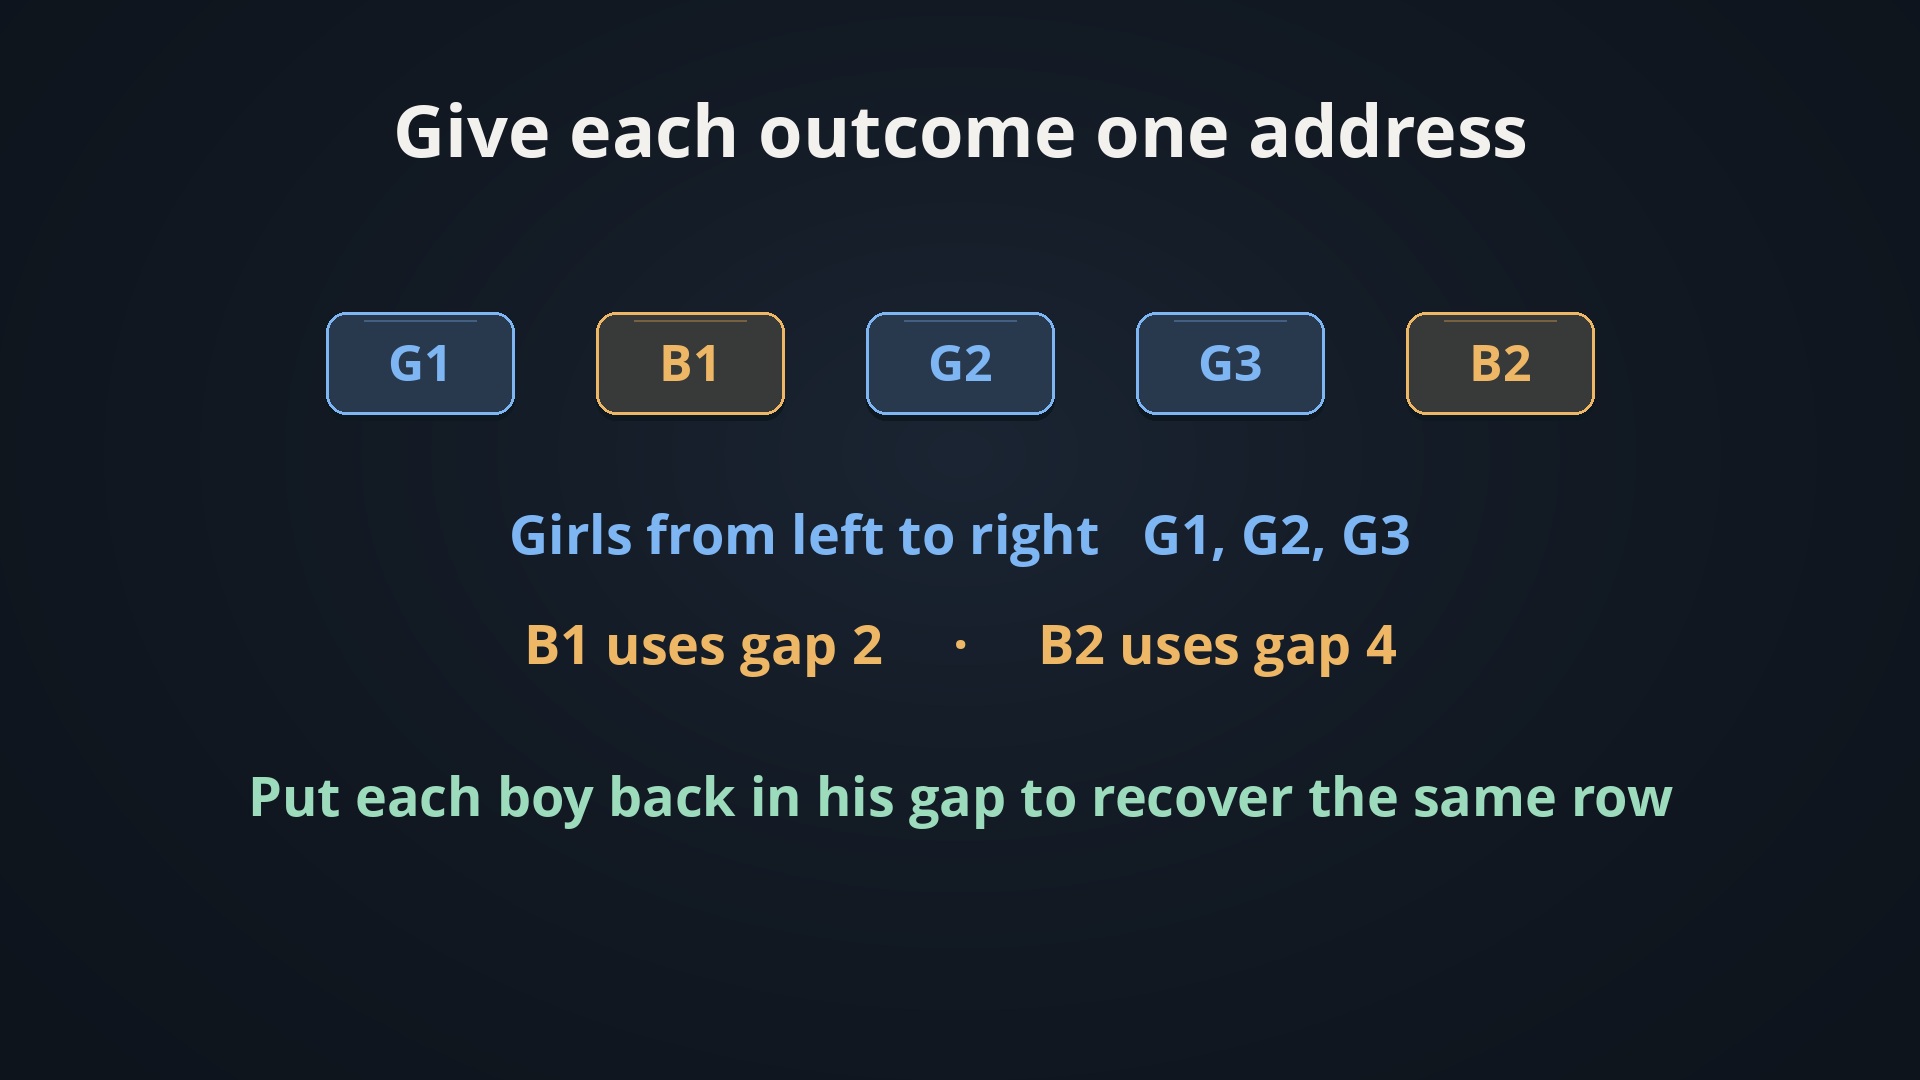 Give each outcome one address
G1 B1 G2 G3 B2
Girls from left to right G1, G2, G3
B1 uses gap 2 · B2 uses gap 4
Put each boy back in his gap to recover the same row